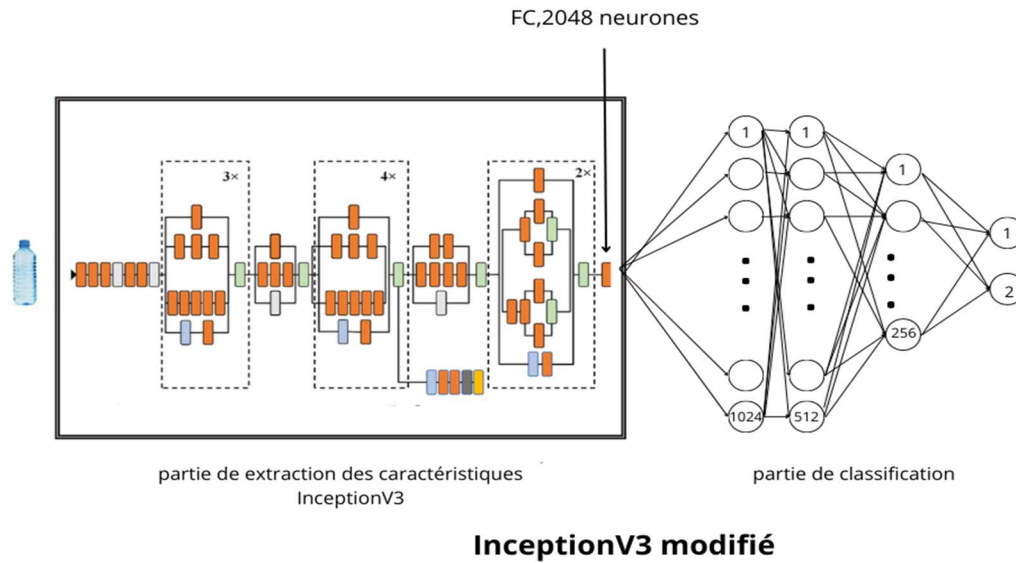 FC,2048 neurones
3×
4×
2×
1
1
1
1
2
256
1024
512
partie de extraction des caractéristiques
InceptionV3
partie de classification
InceptionV3 modifié